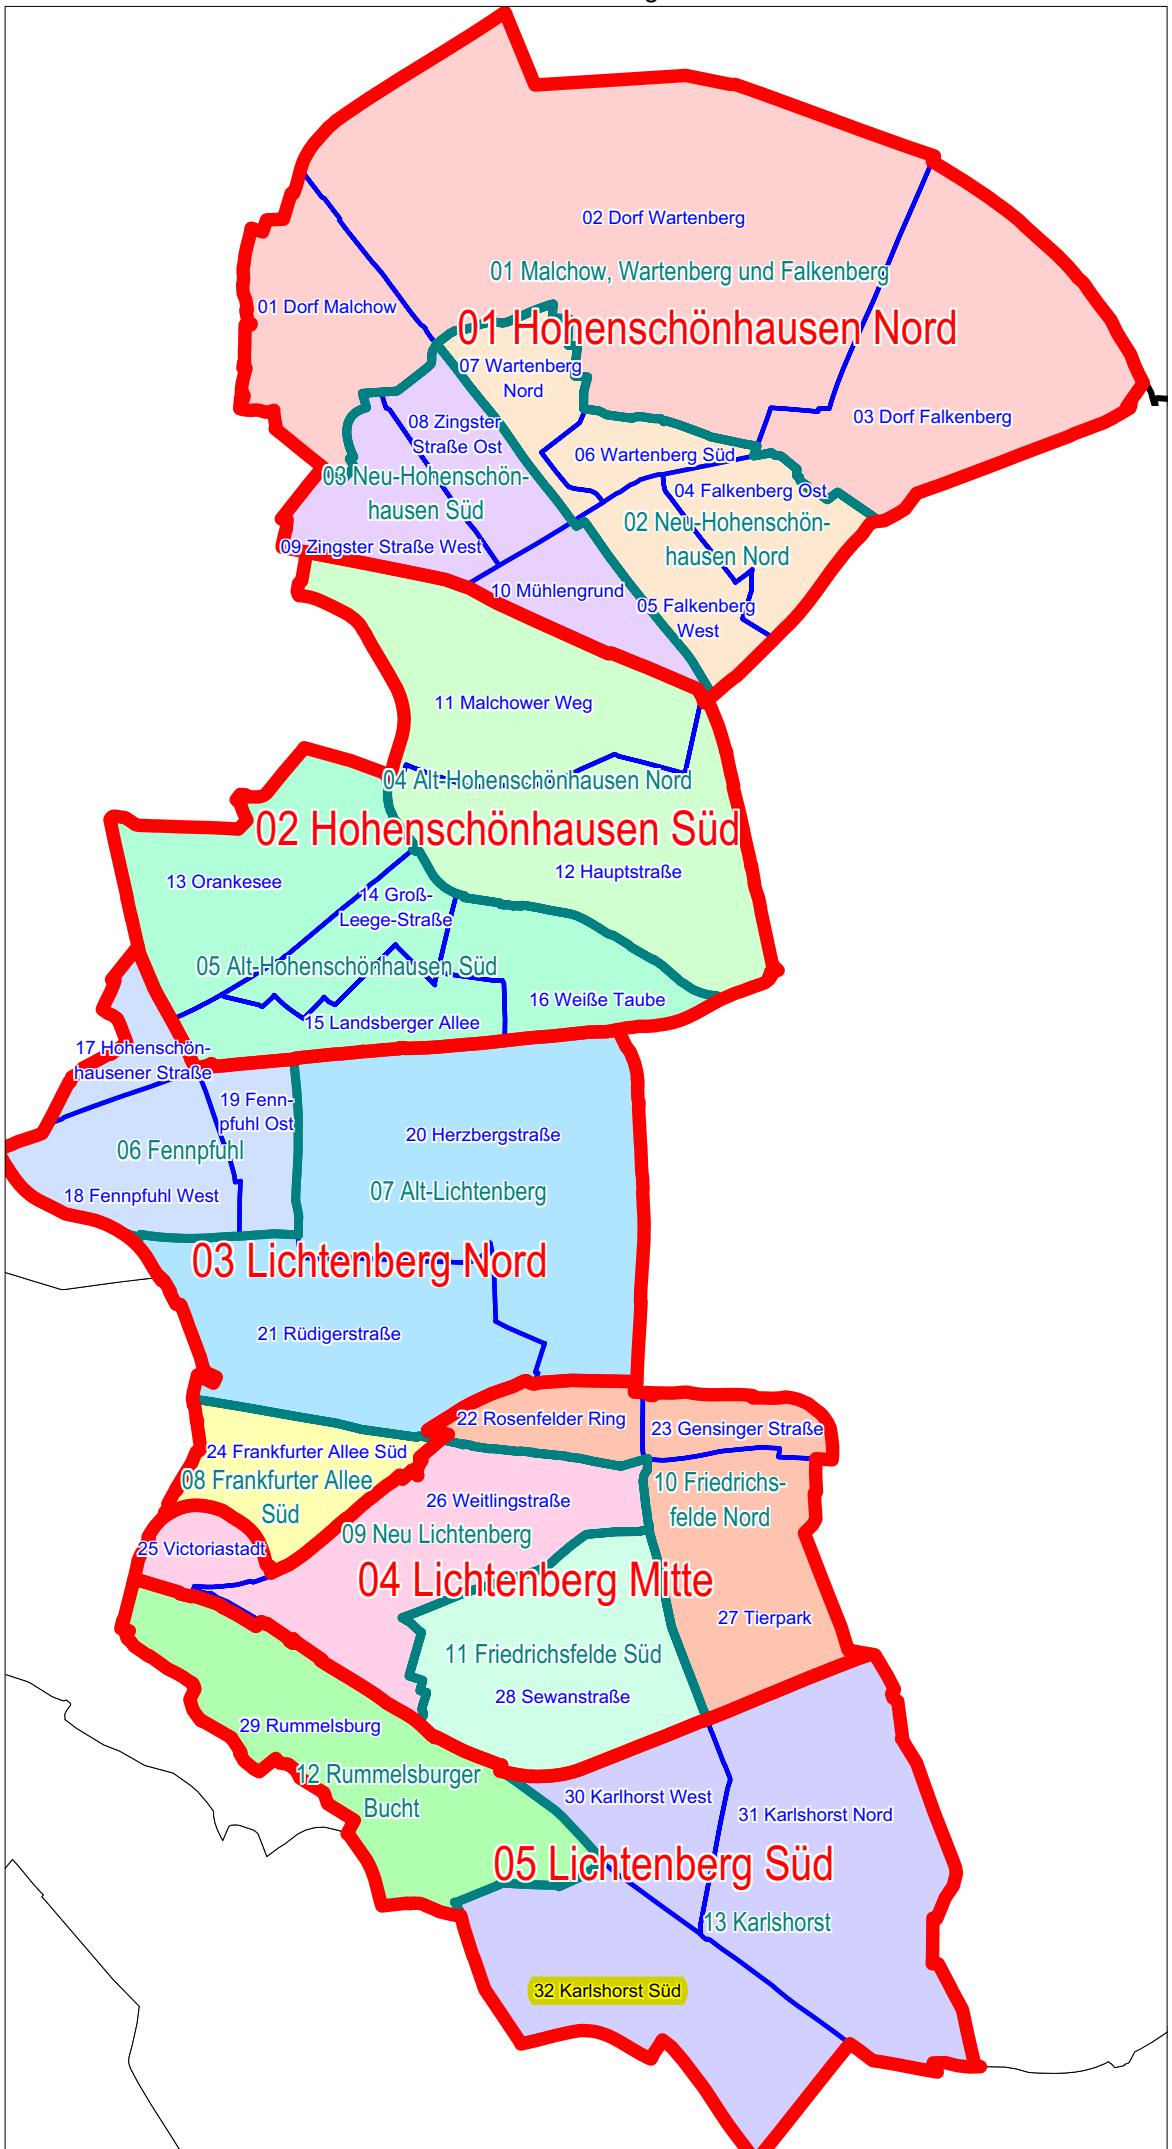 02 Dorf Wartenberg
01 Malchow, Wartenberg und Falkenberg
01 Dorf Malchow
01 Hohenschönhausen Nord
07 Wartenberg
Nord
03 Dorf Falkenberg
08 Zingster
Straße Ost
06 Wartenberg Süd
03 Neu-Hohenschön-
hausen Süd
04 Falkenberg Ost
02 Neu-Hohenschön-
hausen Nord
09 Zingster Straße West
10 Mühlengrund
05 Falkenberg
West
11 Malchower Weg
04 Alt-Hohenschönhausen Nord
02 Hohenschönhausen Süd
12 Hauptstraße
13 Orankesee
14 Groß-
Leege-Straße
05 Alt-Hohenschönhausen Süd
16 Weiße Taube
15 Landsberger Allee
17 Hohenschön-
hausener Straße
19 Fenn-
pfuhl Ost
20 Herzbergstraße
06 Fennpfuhl
18 Fennpfuhl West
07 Alt-Lichtenberg
03 Lichtenberg Nord
21 Rüdigerstraße
22 Rosenfelder Ring
23 Gensinger Straße
24 Frankfurter Allee Süd
08 Frankfurter Allee
Süd
10 Friedrichs-
felde Nord
26 Weitlingstraße
09 Neu Lichtenberg
25 Victoriastadt
04 Lichtenberg Mitte
27 Tierpark
11 Friedrichsfelde Süd
28 Sewanstraße
29 Rummelsburg
12 Rummelsburger
Bucht
30 Karlhorst West
31 Karlshorst Nord
05 Lichtenberg Süd
13 Karlshorst
32 Karlshorst Süd